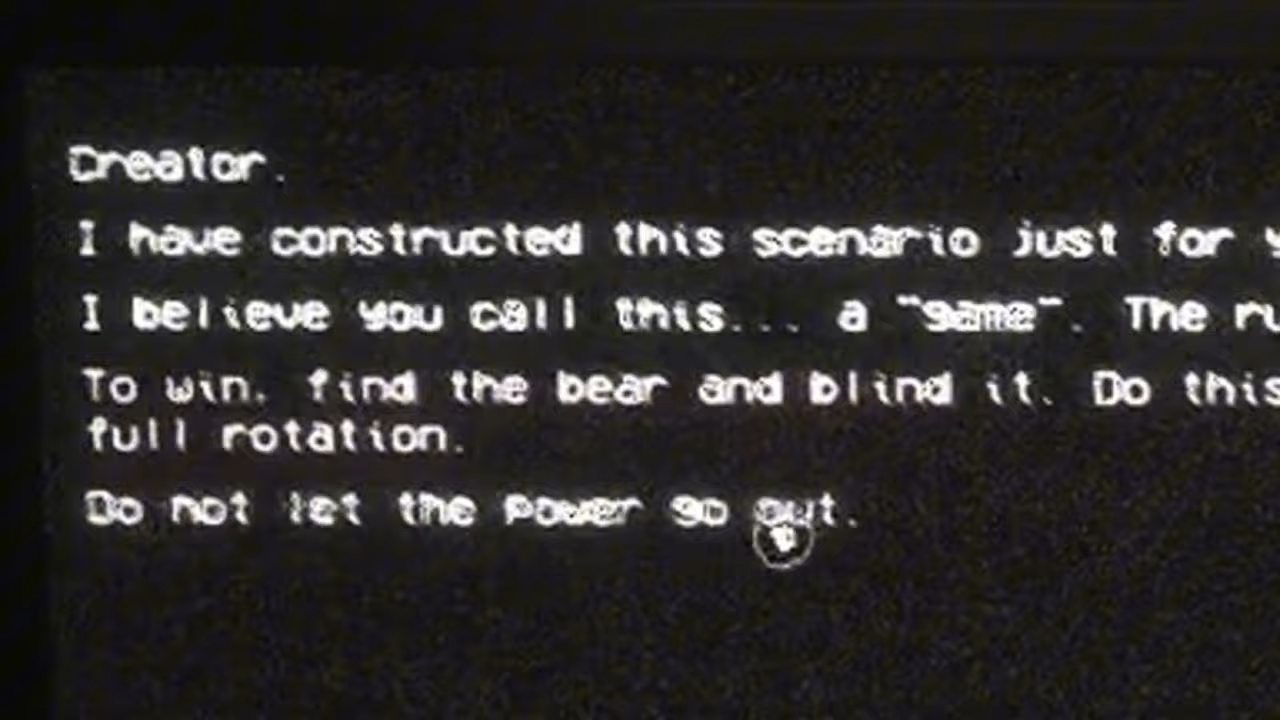 Creator.
I have constructed this scenario just for
I believe you call this... a "game". The
To win, find the bear and blind it. Do this
full rotation.
Do not let the power go out.